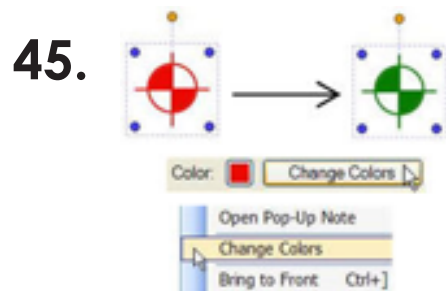 45.
Color: Change Colors
Open Pop-Up Note
Change Colors
Bring to Front Ctrl+]